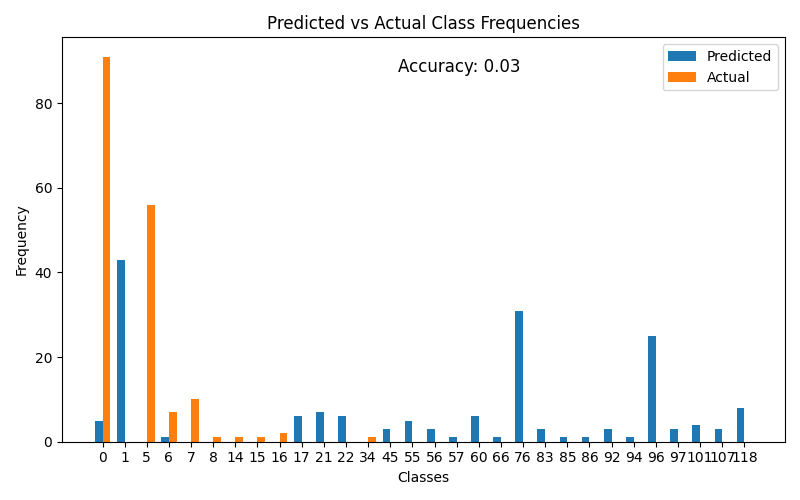 Predicted vs Actual Class Frequencies
Accuracy: 0.03
Predicted
Actual
Frequency
80
60
40
20
0
0 1 5 6 7 8 14 15 16 17 21 22 34 45 55 56 57 60 66 76 83 85 86 92 94 96 97 101 107 118
Classes